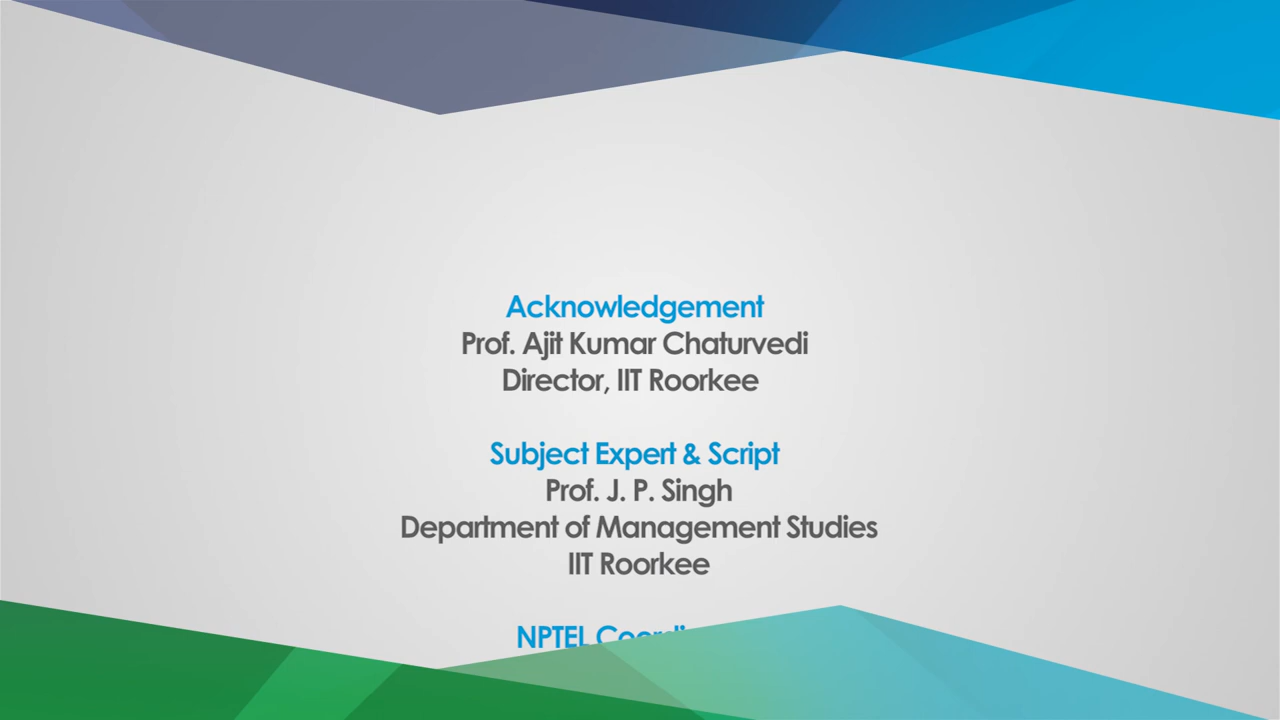 Acknowledgement
Prof. Ajit Kumar Chaturvedi
Director, IIT Roorkee
Subject Expert & Script
Prof. J. P. Singh
Department of Management Studies
IIT Roorkee
NPTEL